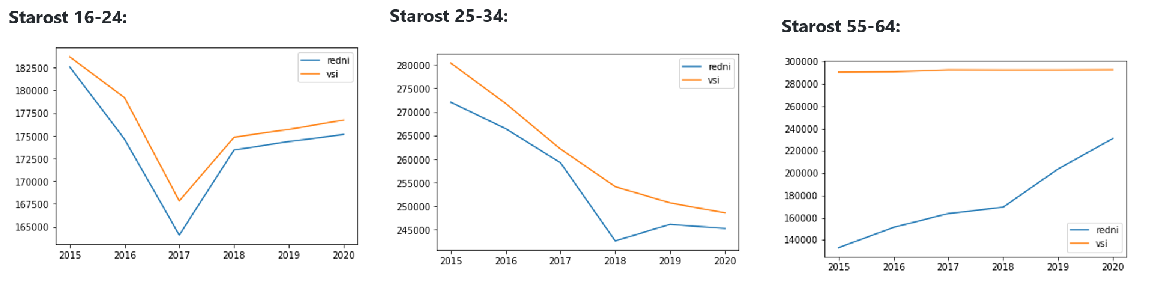 Starost 16-24:
182500
180000
177500
175000
172500
170000
167500
165000
2015 2016 2017 2018 2019 2020
redni
vsi
Starost 25-34:
280000
275000
270000
265000
260000
255000
250000
245000
2015 2016 2017 2018 2019 2020
redni
vsi
Starost 55-64:
300000
280000
260000
240000
220000
200000
180000
160000
140000
2015 2016 2017 2018 2019 2020
redni
vsi